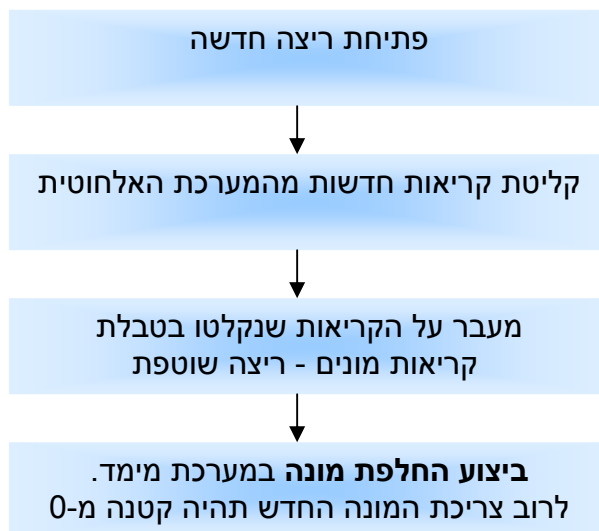 פתיחת ריצה חדשה
קליטת קריאות חדשות מהמערכת האלחוטית
מעבר על הקריאות שנקלטו בטבלת
קריאות מונים - ריצה שוטפת
ביצוע החלפת מונה במערכת מימד.
לרוב צריכת המונה החדש תהיה קטנה מ-0